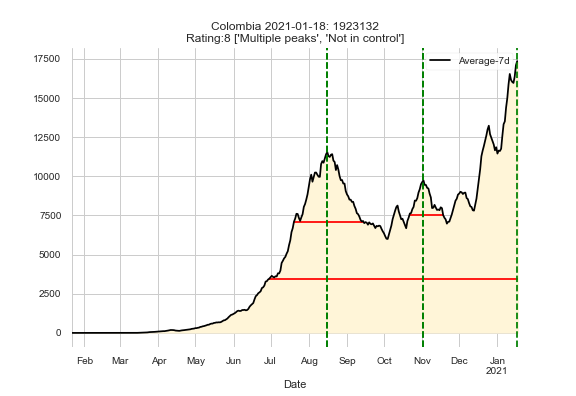 Colombia 2021-01-18: 1923132
Rating:8 ['Multiple peaks', 'Not in control']
Average-7d
17500
15000
12500
10000
7500
5000
2500
0
Feb Mar Apr May Jun Jul Aug Sep Oct Nov Dec Jan
2021
Date